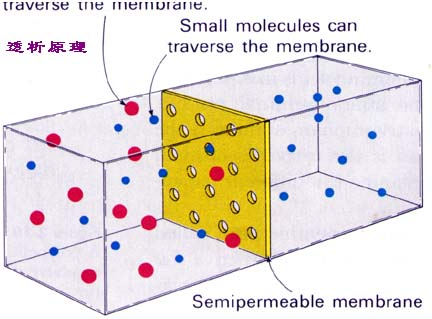 traverse the membrane.
Small molecules can
traverse the membrane.
透析原理
Semipermeable membrane